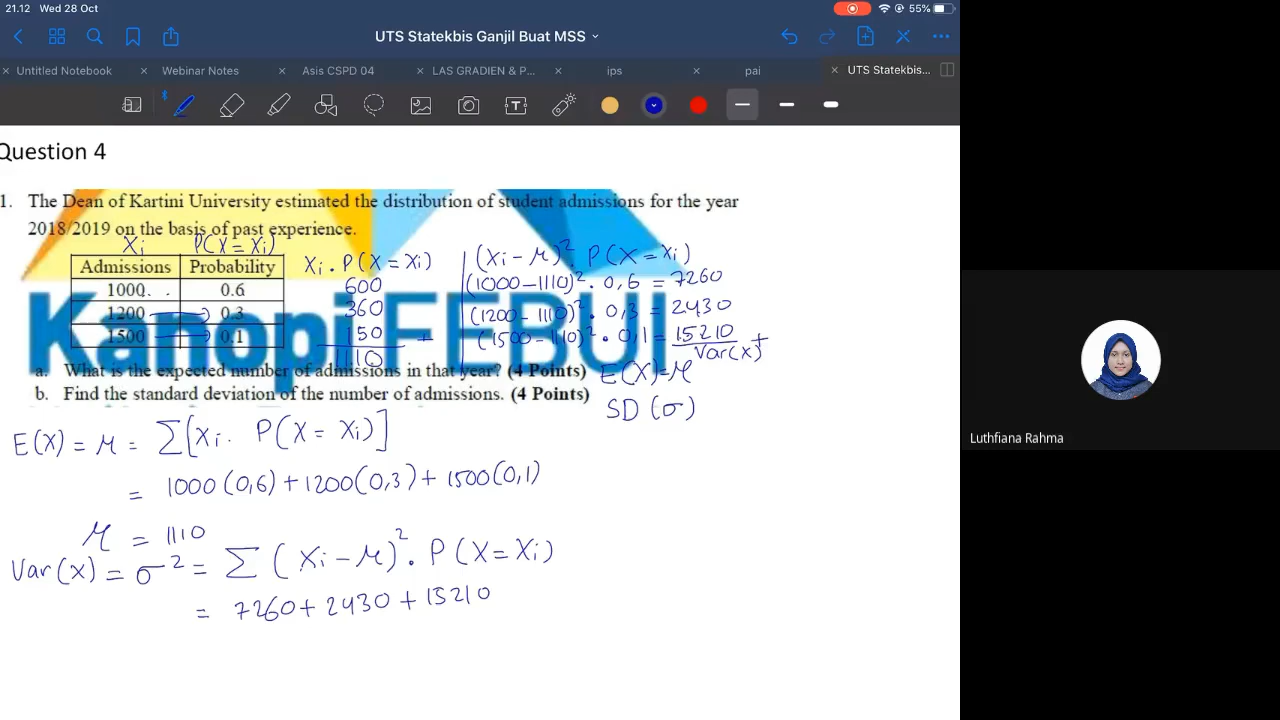 21.12 Wed 28 Oct
55%
UTS Statekbis Ganjil Buat MSS
Untitled Notebook
Webinar Notes
Asis CSPD 04
LAS GRADIEN & P...
ips
pai
UTS Statekbis...
Question 4
1. The Dean of Kartini University estimated the distribution of student admissions for the year
2018/2019 on the basis of past experience.
Xi P(X = Xi)
Admissions Probability
1000 0.6
1200 0.3
1500 0.1
Xi . P(X = Xi)
600
360
150 +
1110
(Xi - μ)² . P(X = Xi)
(1000 - 1110)² . 0,6 = 7260
(1200 - 1110)² . 0,3 = 2430
(1500 - 1110)² . 0,1 = 15210 +
Var(X)
Kanopi FEBUI
a. What is the expected number of admissions in that year? (4 Points)
b. Find the standard deviation of the number of admissions. (4 Points)
E(X) = μ
SD (σ)
E(X) = μ = Σ[Xi . P(X = Xi)]
= 1000(0,6) + 1200(0,3) + 1500(0,1)
μ = 1110
Var(X) = σ² = Σ (Xi - μ)² . P(X = Xi)
= 7260 + 2430 + 15210
Luthfiana Rahma